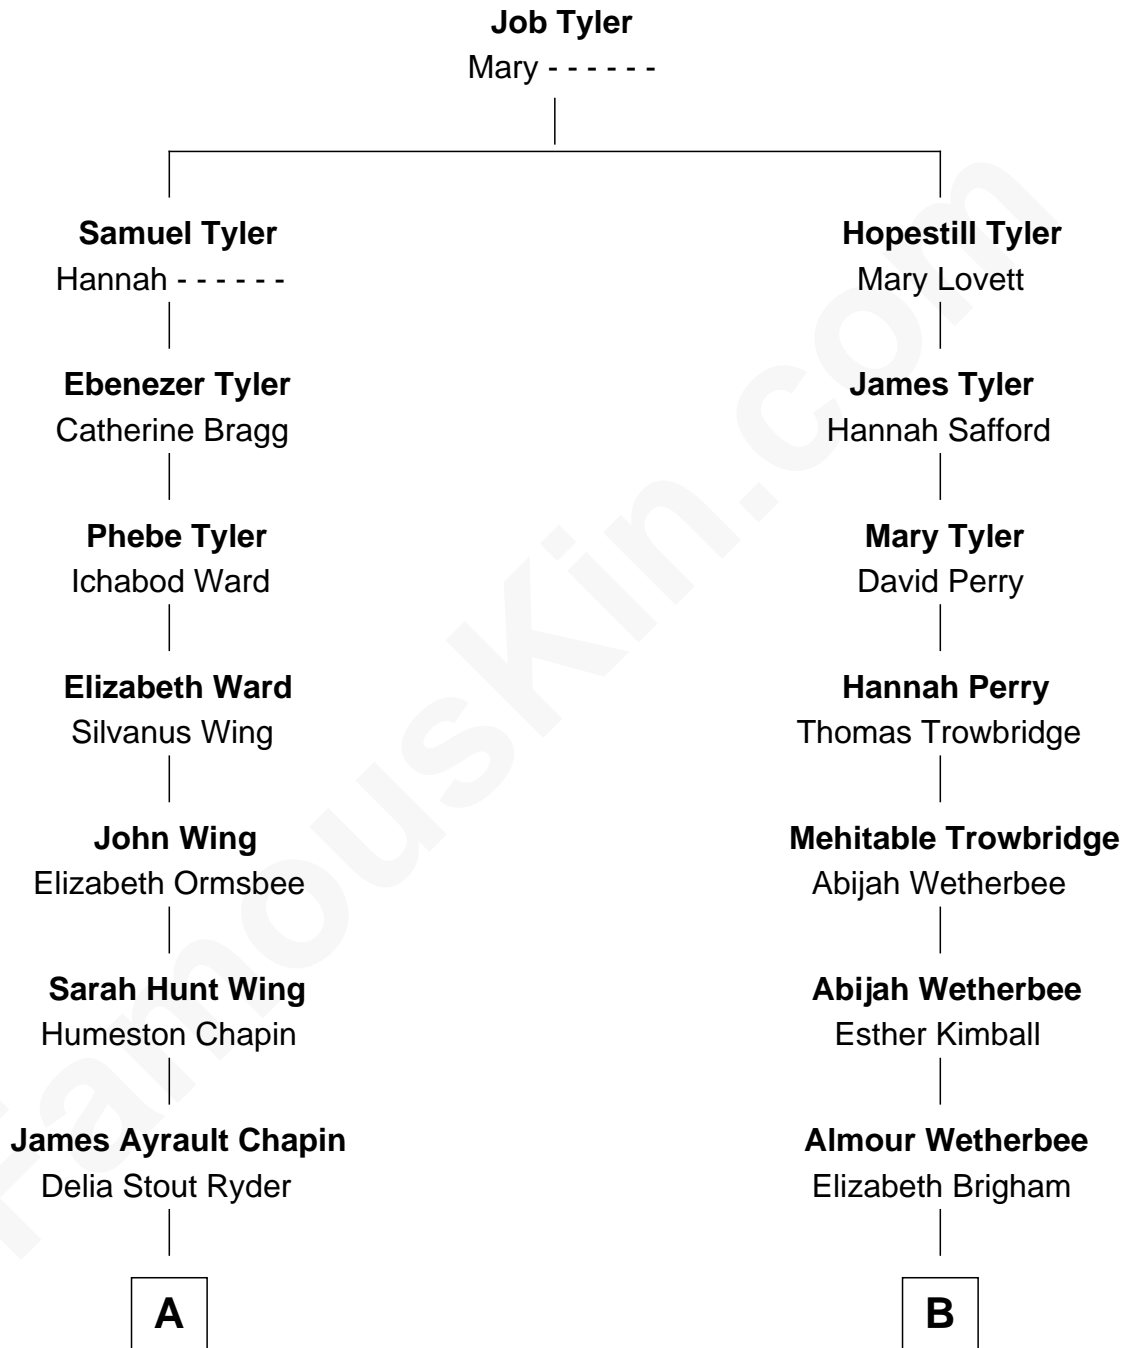 Job Tyler
Mary - - - - - -
Samuel Tyler
Hannah - - - - - -
Hopestill Tyler
Mary Lovett
Ebenezer Tyler
Catherine Bragg
James Tyler
Hannah Safford
Phebe Tyler
Ichabod Ward
Mary Tyler
David Perry
Elizabeth Ward
Silvanus Wing
Hannah Perry
Thomas Trowbridge
John Wing
Elizabeth Ormsbee
Mehitable Trowbridge
Abijah Wetherbee
Sarah Hunt Wing
Humeston Chapin
Abijah Wetherbee
Esther Kimball
James Ayrault Chapin
Delia Stout Ryder
Almour Wetherbee
Elizabeth Brigham
A
B
FamousKin.com